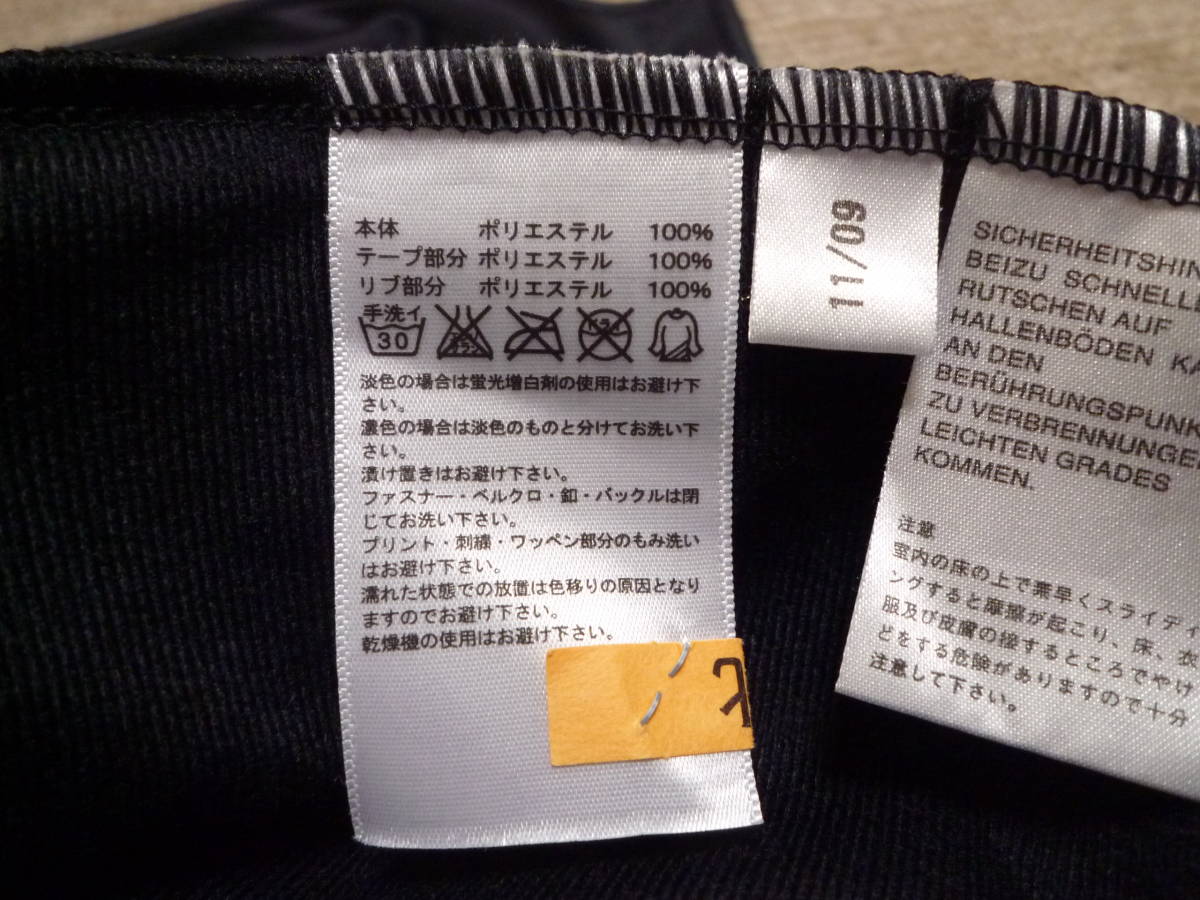 本体 ポリエステル 100%
テープ部分 ポリエステル 100%
リブ部分 ポリエステル 100%
手洗イ
30
淡色の場合は蛍光増白剤の使用はお避け下
さい。
濃色の場合は淡色のものと分けてお洗い下
さい。
漬け置きはお避け下さい。
ファスナー・ベルクロ・釦・バックルは閉
じてお洗い下さい。
プリント・刺繍・ワッペン部分のもみ洗い
はお避け下さい。
濡れた状態での放置は色移りの原因となり
ますのでお避け下さい。
乾燥機の使用はお避け下さい。
11/09
SICHERHEITSHIN
BEIZU SCHNELLE
RUTSCHEN AUF
HALLENBÖDEN KA
AN DEN
BERÜHRUNGSPUNK
ZU VERBRENNUNGE
LEICHTEN GRADES
KOMMEN.
注意
室内の床の上で素早くスライディ
ングすると摩擦が起こり、床、衣
服及び皮膚の接するところでやけ
どをする危険がありますので十分
注意して下さい。